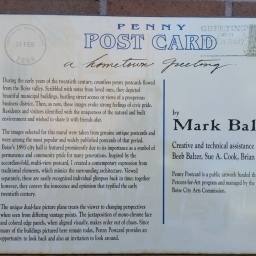 PENNY
POST CARD
a hometown greeting
GREETINGS
During the early years of the twentieth century, countless penny postcards flowed
from the Boise valley. Scribbled with notes from loved ones, they depicted
beautiful municipal buildings, bustling street scenes or views of a prosperous
business district. Then, as now, these images evoke strong feelings of civic pride.
Residents and visitors identified with the uniqueness of the natural and built
environment and wished to share it with friends afar.
The images selected for this mural were taken from genuine antique postcards and
were among the most popular and widely published postcards of that period.
Boise's 1893 city hall is featured prominently due to its importance as a symbol of
permanence and community pride for many generations. Inspired by the
accordion-fold, multi-view postcard, I created a contemporary expression from
traditional elements, which mimics the surrounding architecture. Viewed
separately, these are easily recognized individual glimpses back in time; together
however, they convey the innocence and optimism that typified the early
twentieth century.
The unique dual-face picture plane treats the viewer to changing perspectives
when seen from differing vantage points. The juxtaposition of mono-chrome face
and colored edge panels, when aligned visually, makes order out of chaos. Since
many of the buildings pictured here remain today, Penny Postcard provides an
opportunity to look back and also an invitation to look around.
by
Mark Bal
Creative and technical assistance
Beeb Balzer, Sue A. Cook, Brian
Penny Postcard is a public artwork funded
Percent-for-Art program and managed by the
Boise City Arts Commission.